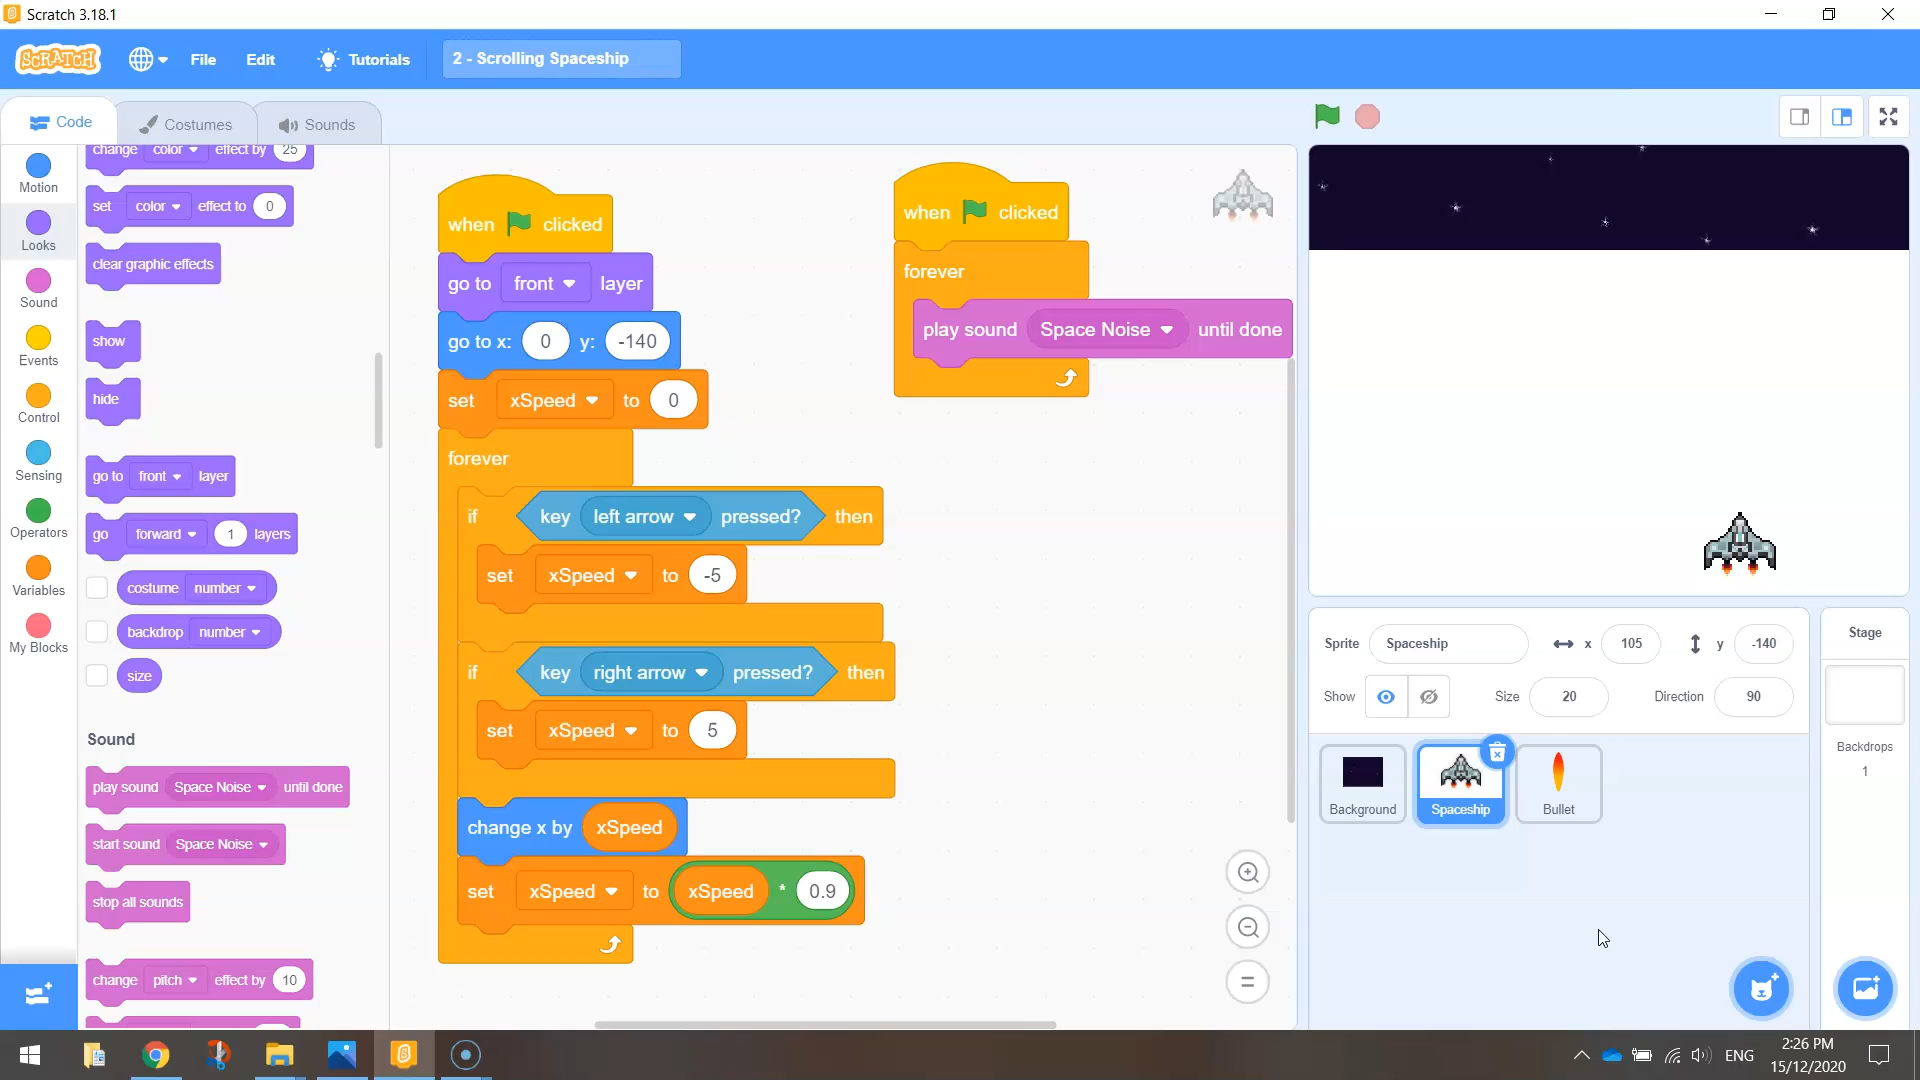 Scratch 3.18.1
SCRATCH
File
Edit
Tutorials
2 - Scrolling Spaceship
Code
Costumes
Sounds
Motion
Looks
Sound
Events
Control
Sensing
Operators
Variables
My Blocks
change color effect by 25
set color effect to 0
clear graphic effects
show
hide
go to front layer
go forward 1 layers
costume number
backdrop number
size
Sound
play sound Space Noise until done
start sound Space Noise
stop all sounds
change pitch effect by 10
when clicked
go to front layer
go to x: 0 y: -140
set xSpeed to 0
forever
if key left arrow pressed? then
set xSpeed to -5
if key right arrow pressed? then
set xSpeed to 5
change x by xSpeed
set xSpeed to xSpeed * 0.9
when clicked
forever
play sound Space Noise until done
Sprite Spaceship x 105 y -140
Show Size 20 Direction 90
Background
Spaceship
Bullet
Stage
Backdrops
1
ENG
2:26 PM
15/12/2020